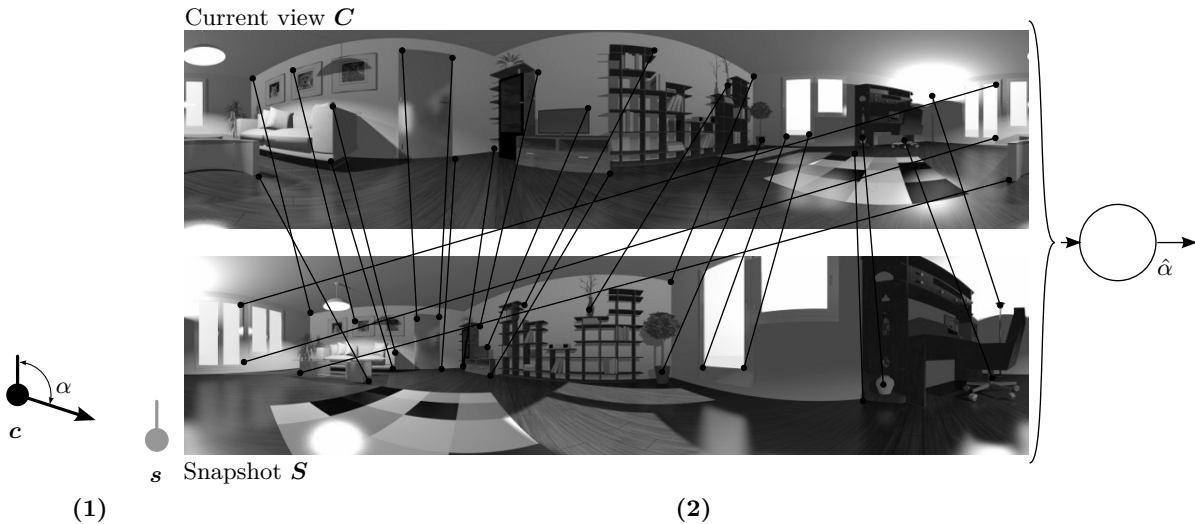 Current view C
α̂
α
c
s
Snapshot S
(1)
(2)